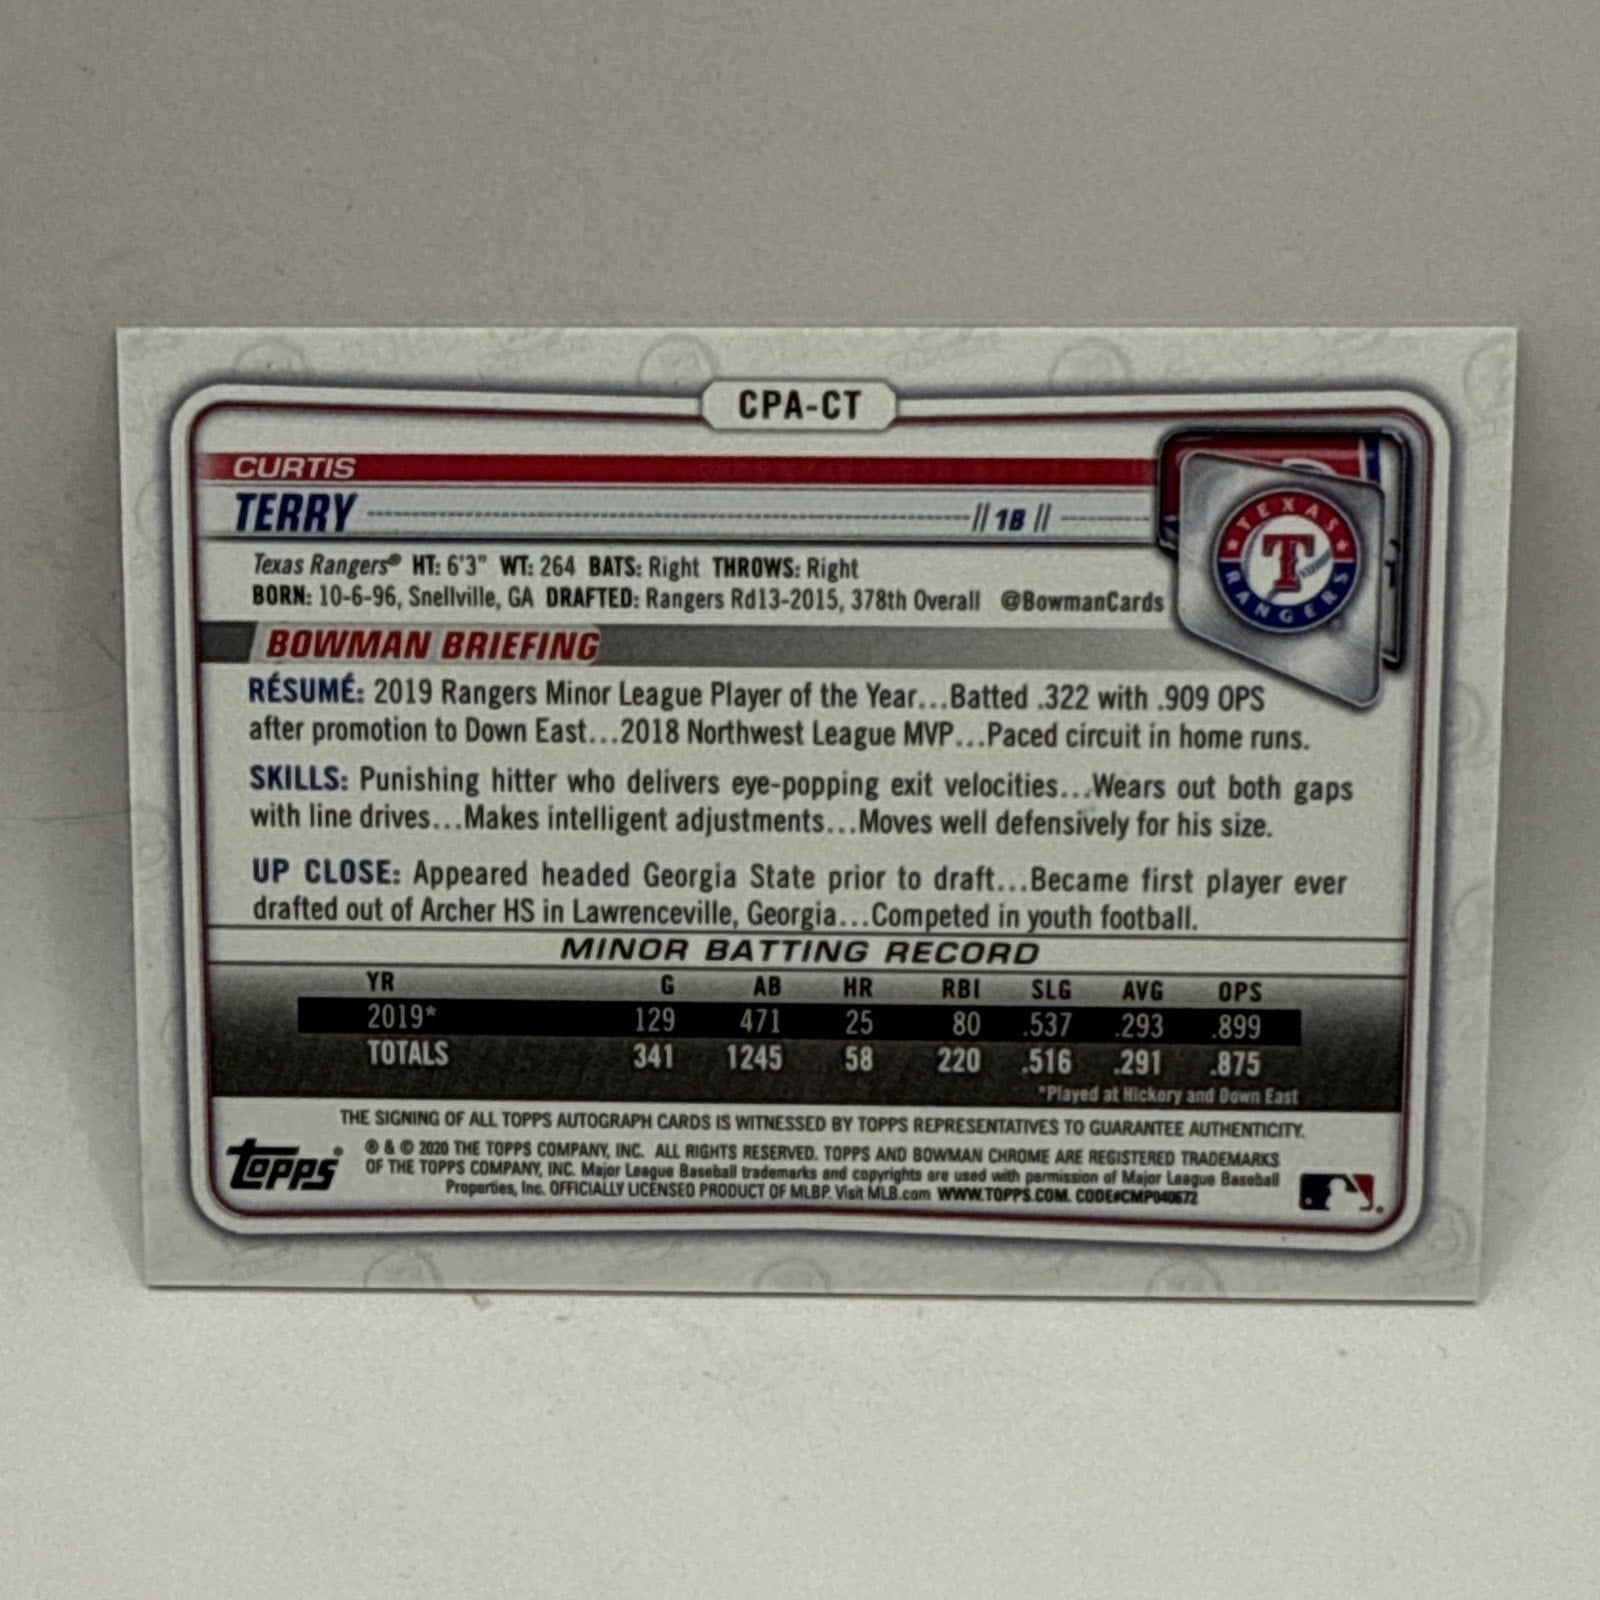 CPA-CT
CURTIS
TERRY
// 18 //
TEXAS
T
RANGERS
Texas Rangers® HT: 6'3" WT: 264 BATS: Right THROWS: Right
BORN: 10-6-96, Snellville, GA DRAFTED: Rangers Rd13-2015, 378th Overall @BowmanCards
BOWMAN BRIEFING
RÉSUMÉ: 2019 Rangers Minor League Player of the Year...Batted .322 with .909 OPS
after promotion to Down East...2018 Northwest League MVP...Paced circuit in home runs.
SKILLS: Punishing hitter who delivers eye-popping exit velocities...Wears out both gaps
with line drives...Makes intelligent adjustments...Moves well defensively for his size.
UP CLOSE: Appeared headed Georgia State prior to draft...Became first player ever
drafted out of Archer HS in Lawrenceville, Georgia...Competed in youth football.
MINOR BATTING RECORD
YR G AB HR RBI SLG AVG OPS
2019* 129 471 25 80 .537 .293 .899
TOTALS 341 1245 58 220 .516 .291 .875
*Played at Hickory and Down East
THE SIGNING OF ALL TOPPS AUTOGRAPH CARDS IS WITNESSED BY TOPPS REPRESENTATIVES TO GUARANTEE AUTHENTICITY.
topps®
® & © 2020 THE TOPPS COMPANY, INC. ALL RIGHTS RESERVED. TOPPS AND BOWMAN CHROME ARE REGISTERED TRADEMARKS
OF THE TOPPS COMPANY, INC. Major League Baseball trademarks and copyrights are used with permission of Major League Baseball
Properties, Inc. OFFICIALLY LICENSED PRODUCT OF MLBP. Visit MLB.com WWW.TOPPS.COM. CODE#CMP040672